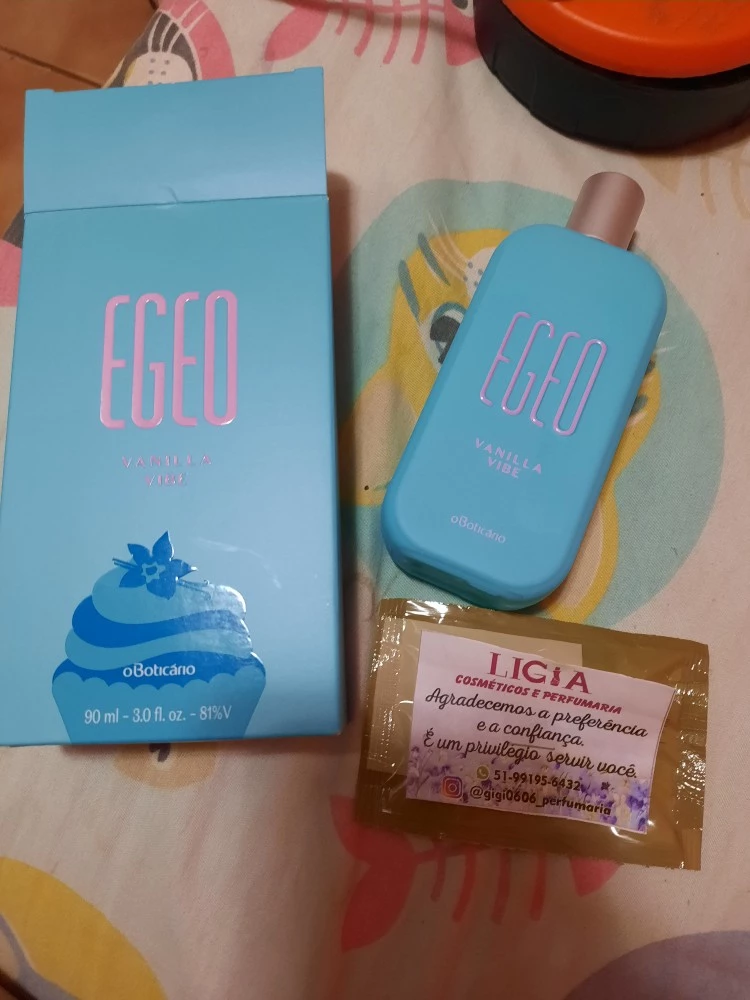 EGEO
VANILLA
VIBE
oBoticário
90 ml - 3.0 fl. oz. - 81%V
EGEO
VANILLA
VIBE
oBoticário
LIGiA
COSMÉTICOS E PERFUMARIA
Agradecemos a preferência
e a confiança.
É um privilégio servir você.
51-99195-6432
@gigi0606_perfumaria